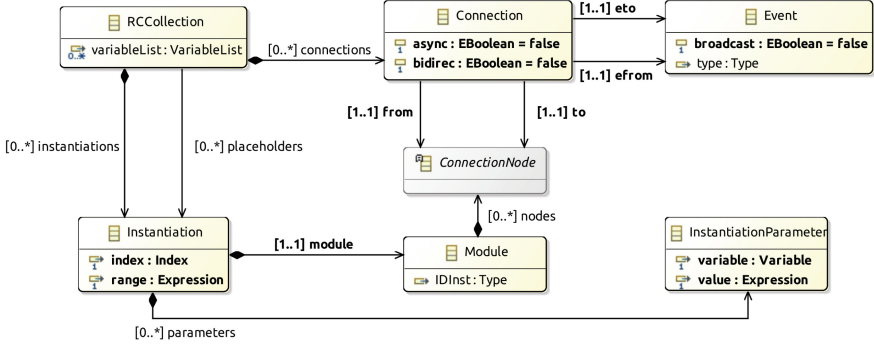 RCCollection
variableList : VariableList
0..*
[0..*] connections
Connection
async : EBoolean = false
1
bidirec : EBoolean = false
1
[1..1] eto
[1..1] efrom
Event
broadcast : EBoolean = false
1
type : Type
[1..1] from
[1..1] to
[0..*] instantiations
[0..*] placeholders
ConnectionNode
[0..*] nodes
Instantiation
index : Index
1
range : Expression
1
[1..1] module
Module
IDInst : Type
InstantiationParameter
variable : Variable
1
value : Expression
1
[0..*] parameters